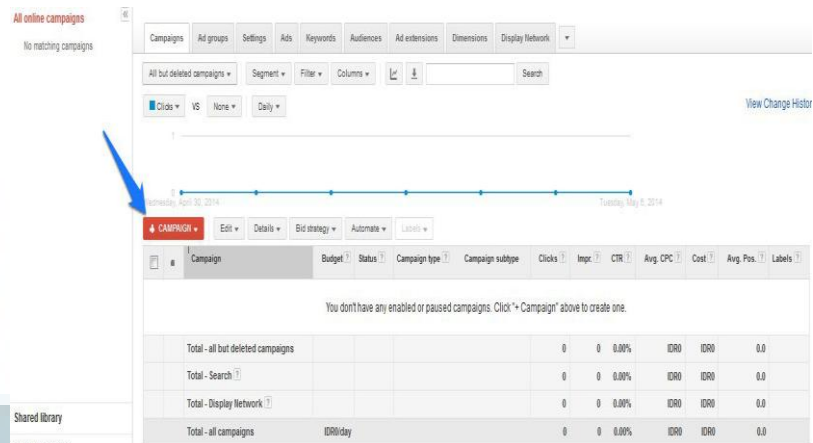 All online campaigns
No matching campaigns
Campaigns Ad groups Settings Ads Keywords Audiences Ad extensions Dimensions Display Network
All but deleted campaigns Segment Filter Columns Search
Clicks VS None Daily
View Change Histor
1
0
Wednesday, April 30, 2014 Tuesday, May 6, 2014
+ CAMPAIGN Edit Details Bid strategy Automate Labels
Campaign Budget ? Status ? Campaign type ? Campaign subtype Clicks ? Impr. ? CTR ? Avg. CPC ? Cost ? Avg. Pos. ? Labels ?
You don't have any enabled or paused campaigns. Click "+ Campaign" above to create one.
Total - all but deleted campaigns 0 0 0.00% IDR0 IDR0 0.0
Total - Search ? 0 0 0.00% IDR0 IDR0 0.0
Total - Display Network ? 0 0 0.00% IDR0 IDR0 0.0
Shared library
Total - all campaigns IDR0/day 0 0 0.00% IDR0 IDR0 0.0